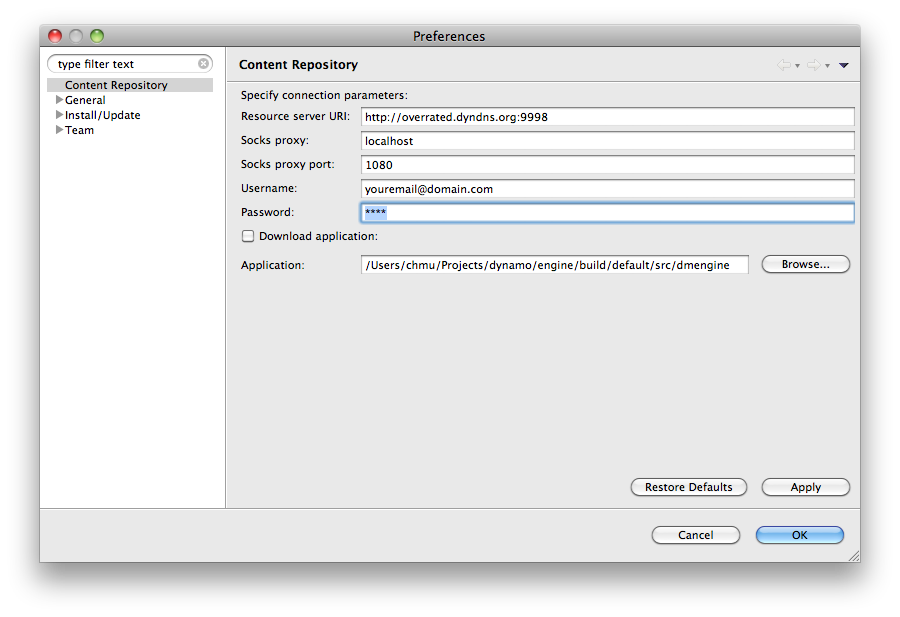 Preferences
type filter text
Content Repository
General
Install/Update
Team
Content Repository
Specify connection parameters:
Resource server URI: http://overrated.dyndns.org:9998
Socks proxy: localhost
Socks proxy port: 1080
Username: youremail@domain.com
Password: ****
Download application:
Application: /Users/chmu/Projects/dynamo/engine/build/default/src/dmengine Browse...
Restore Defaults Apply
Cancel OK